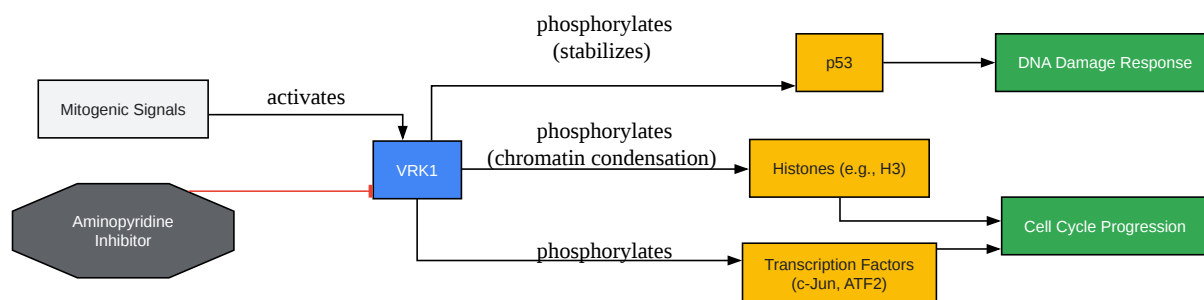 phosphorylates
(stabilizes)
p53
DNA Damage Response
Mitogenic Signals
activates
VRK1
phosphorylates
(chromatin condensation)
Histones (e.g., H3)
Aminopyridine
Inhibitor
Cell Cycle Progression
phosphorylates
Transcription Factors
(c-Jun, ATF2)